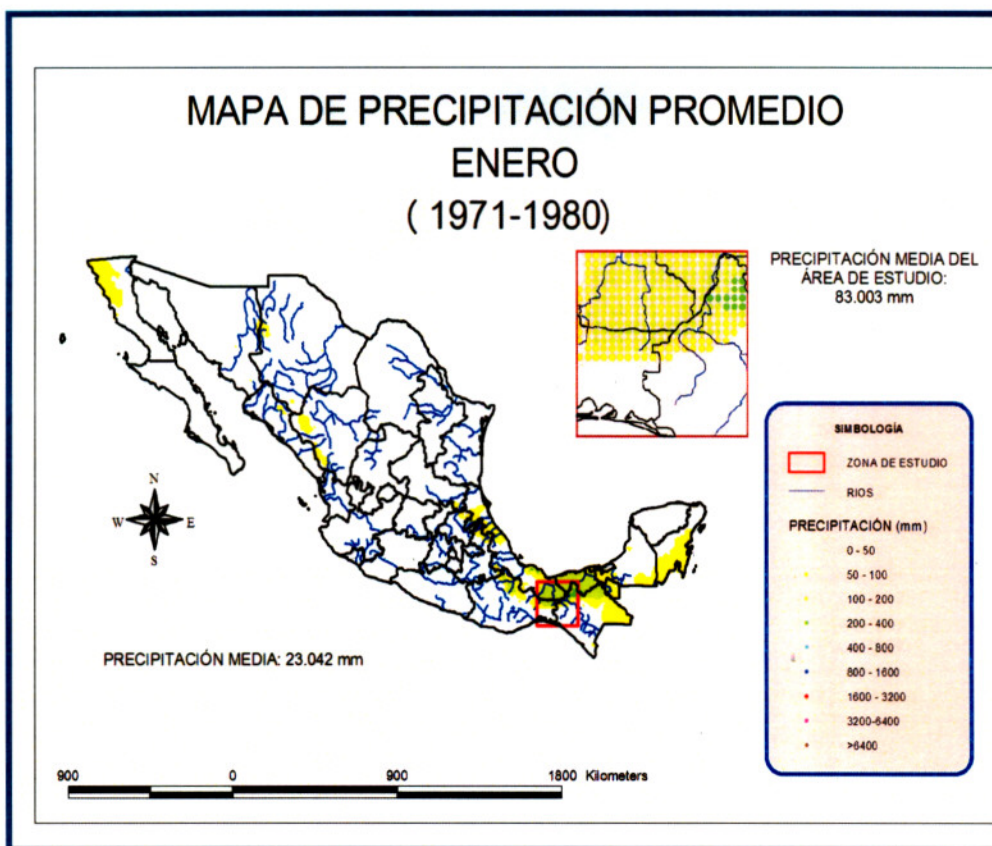 MAPA DE PRECIPITACIÓN PROMEDIO
ENERO
( 1971-1980)
PRECIPITACIÓN MEDIA DEL
ÁREA DE ESTUDIO:
83.003 mm
SIMBOLOGÍA
ZONA DE ESTUDIO
RIOS
PRECIPITACIÓN (mm)
0 - 50
50 - 100
100 - 200
200 - 400
400 - 800
800 - 1600
1600 - 3200
3200-6400
>6400
N
W
E
S
PRECIPITACIÓN MEDIA: 23.042 mm
900 0 900 1800 Kilometers